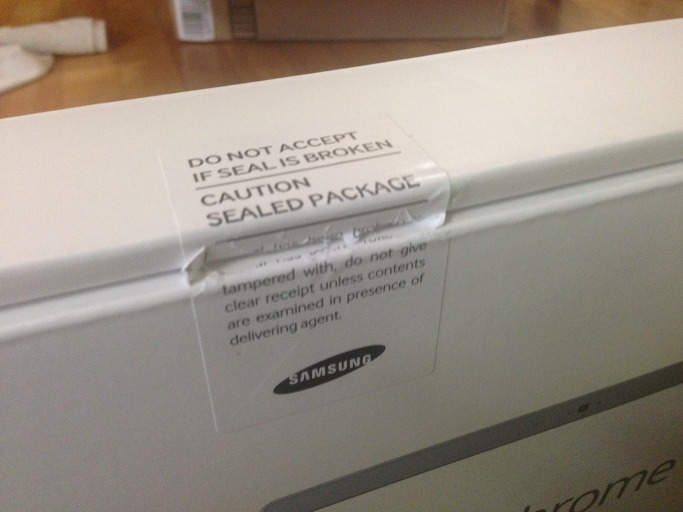 DO NOT ACCEPT
IF SEAL IS BROKEN
CAUTION
SEALED PACKAGE
tampered with, do not give
clear receipt unless contents
are examined in presence of
delivering agent.
SAMSUNG
hrome